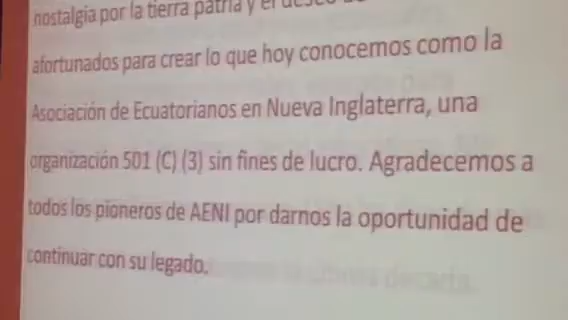 nostalgia por la tierra patria y el
afortunados para crear lo que hoy conocemos como la
Asociación de Ecuatorianos en Nueva Inglaterra, una
organización 501 (C) (3) sin fines de lucro. Agradecemos a
todos los pioneros de AENI por darnos la oportunidad de
continuar con su legado.